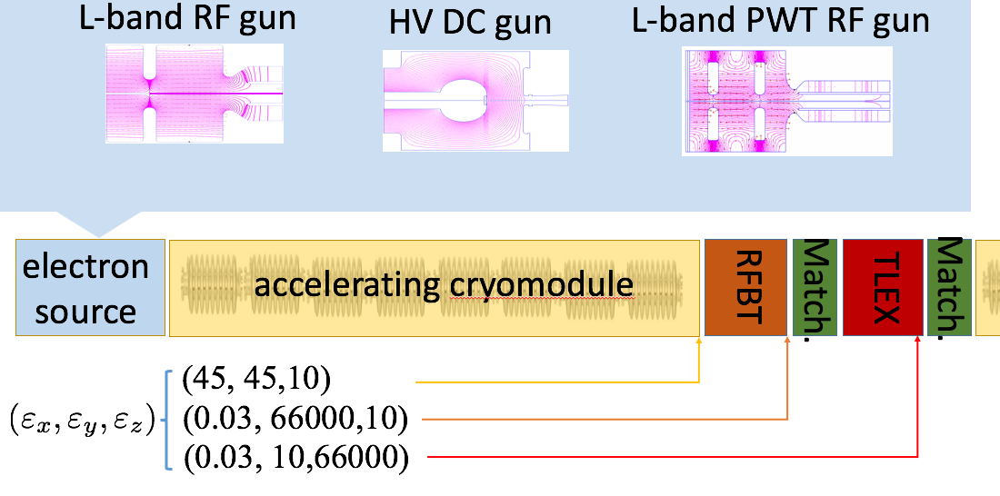 L-band RF gun
HV DC gun
L-band PWT RF gun
electron
source
accelerating cryomodule
RFBT
Match.
TLEX
Match.
(εx, εy, εz)
(45, 45,10)
(0.03, 66000,10)
(0.03, 10,66000)